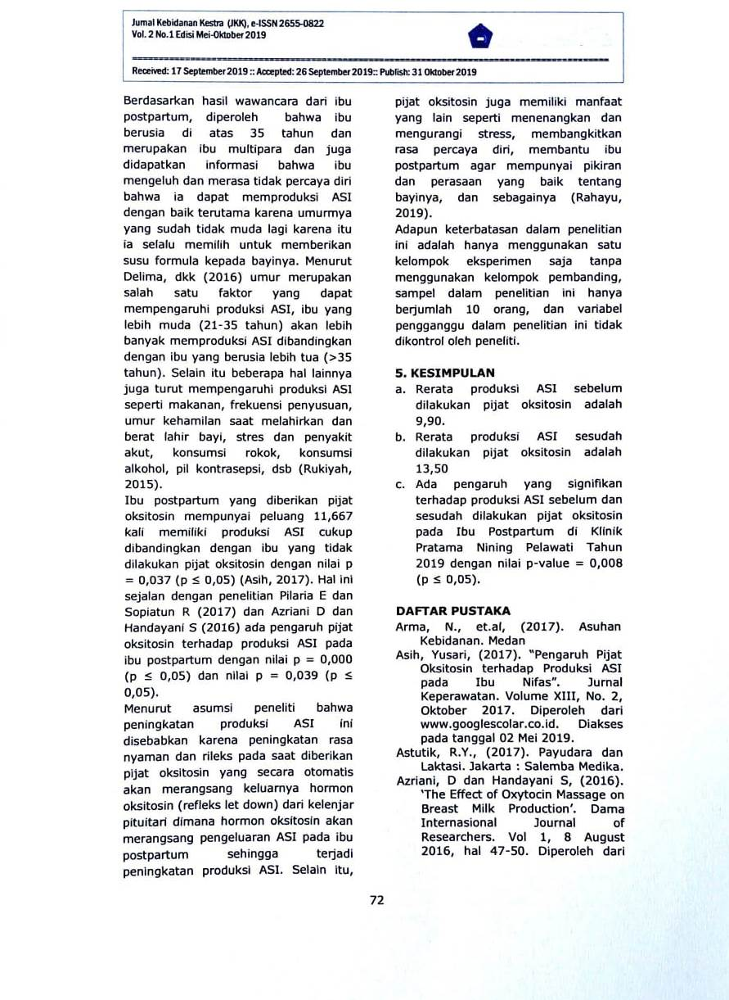 Jurnal Kebidanan Kestra (JKK), e-ISSN 2655-0822
Vol. 2 No.1 Edisi Mei-Oktober 2019
Received: 17 September 2019 :: Accepted: 26 September 2019:: Publish: 31 Oktober 2019
Berdasarkan hasil wawancara dari ibu
postpartum, diperoleh bahwa ibu
berusia di atas 35 tahun dan
merupakan ibu multipara dan juga
didapatkan informasi bahwa ibu
mengeluh dan merasa tidak percaya diri
bahwa ia dapat memproduksi ASI
dengan baik terutama karena umurmya
yang sudah tidak muda lagi karena itu
ia selalu memilih untuk memberikan
susu formula kepada bayinya. Menurut
Delima, dkk (2016) umur merupakan
salah satu faktor yang dapat
mempengaruhi produksi ASI, ibu yang
lebih muda (21-35 tahun) akan lebih
banyak memproduksi ASI dibandingkan
dengan ibu yang berusia lebih tua (>35
tahun). Selain itu beberapa hal lainnya
juga turut mempengaruhi produksi ASI
seperti makanan, frekuensi penyusuan,
umur kehamilan saat melahirkan dan
berat lahir bayi, stres dan penyakit
akut, konsumsi rokok, konsumsi
alkohol, pil kontrasepsi, dsb (Rukiyah,
2015).
Ibu postpartum yang diberikan pijat
oksitosin mempunyai peluang 11,667
kali memiliki produksi ASI cukup
dibandingkan dengan ibu yang tidak
dilakukan pijat oksitosin dengan nilai p
= 0,037 (p ≤ 0,05) (Asih, 2017). Hal ini
sejalan dengan penelitian Pilaria E dan
Sopiatun R (2017) dan Azriani D dan
Handayani S (2016) ada pengaruh pijat
oksitosin terhadap produksi ASI pada
ibu postpartum dengan nilai p = 0,000
(p ≤ 0,05) dan nilai p = 0,039 (p ≤
0,05).
Menurut asumsi peneliti bahwa
peningkatan produksi ASI ini
disebabkan karena peningkatan rasa
nyaman dan rileks pada saat diberikan
pijat oksitosin yang secara otomatis
akan merangsang keluarnya hormon
oksitosin (refleks let down) dari kelenjar
pituitari dimana hormon oksitosin akan
merangsang pengeluaran ASI pada ibu
postpartum sehingga terjadi
peningkatan produksi ASI. Selain itu,
pijat oksitosin juga memiliki manfaat
yang lain seperti menenangkan dan
mengurangi stress, membangkitkan
rasa percaya diri, membantu ibu
postpartum agar mempunyai pikiran
dan perasaan yang baik tentang
bayinya, dan sebagainya (Rahayu,
2019).
Adapun keterbatasan dalam penelitian
ini adalah hanya menggunakan satu
kelompok eksperimen saja tanpa
menggunakan kelompok pembanding,
sampel dalam penelitian ini hanya
berjumlah 10 orang, dan variabel
pengganggu dalam penelitian ini tidak
dikontrol oleh peneliti.
5. KESIMPULAN
a. Rerata produksi ASI sebelum
dilakukan pijat oksitosin adalah
9,90.
b. Rerata produksi ASI sesudah
dilakukan pijat oksitosin adalah
13,50
c. Ada pengaruh yang signifikan
terhadap produksi ASI sebelum dan
sesudah dilakukan pijat oksitosin
pada Ibu Postpartum di Klinik
Pratama Nining Pelawati Tahun
2019 dengan nilai p-value = 0,008
(p ≤ 0,05).
DAFTAR PUSTAKA
Arma, N., et.al, (2017). Asuhan
Kebidanan. Medan
Asih, Yusari, (2017). "Pengaruh Pijat
Oksitosin terhadap Produksi ASI
pada Ibu Nifas". Jurnal
Keperawatan. Volume XIII, No. 2,
Oktober 2017. Diperoleh dari
www.googlescolar.co.id. Diakses
pada tanggal 02 Mei 2019.
Astutik, R.Y., (2017). Payudara dan
Laktasi. Jakarta : Salemba Medika.
Azriani, D dan Handayani S, (2016).
'The Effect of Oxytocin Massage on
Breast Milk Production'. Dama
Internasional Journal of
Researchers. Vol 1, 8 August
2016, hal 47-50. Diperoleh dari
72